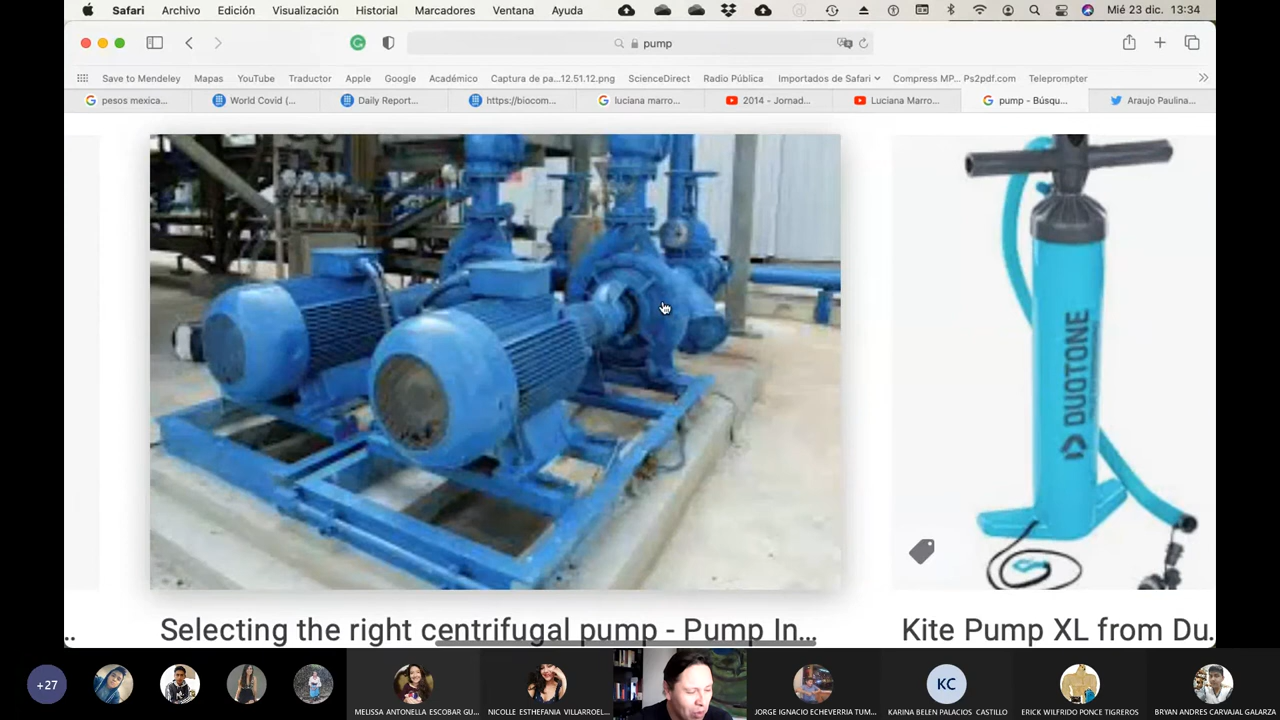 Safari Archivo Edición Visualización Historial Marcadores Ventana Ayuda Mié 23 dic. 13:34
pump
Save to Mendeley Mapas YouTube Traductor Apple Google Académico Captura de pa...12.51.12.png ScienceDirect Radio Pública Importados de Safari Compress MP... Ps2pdf.com Teleprompter
pesos mexica... World Covid (... Daily Report... https://biocom... luciana marro... 2014 - Jornad... Luciana Marro... pump - Búsqu... Araujo Paulina...
DUOTONE
.. Selecting the right centrifugal pump - Pump In... Kite Pump XL from Du.
+27 KC
MELISSA ANTONELLA ESCOBAR GU... NICOLLE ESTHEFANIA VILLARROEL... JORGE IGNACIO ECHEVERRIA TUM... KARINA BELEN PALACIOS CASTILLO ERICK WILFRIDO PONCE TIGREROS BRYAN ANDRES CARVAJAL GALARZA